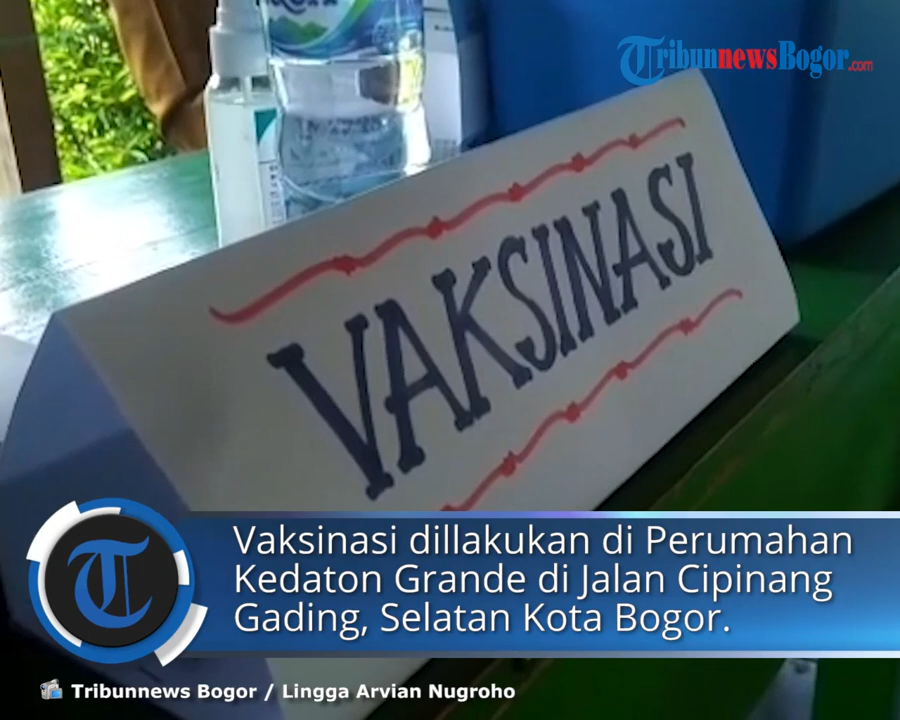 TribunnewsBogor.com
VAKSINASI
Vaksinasi dillakukan di Perumahan
Kedaton Grande di Jalan Cipinang
Gading, Selatan Kota Bogor.
Tribunnews Bogor / Lingga Arvian Nugroho